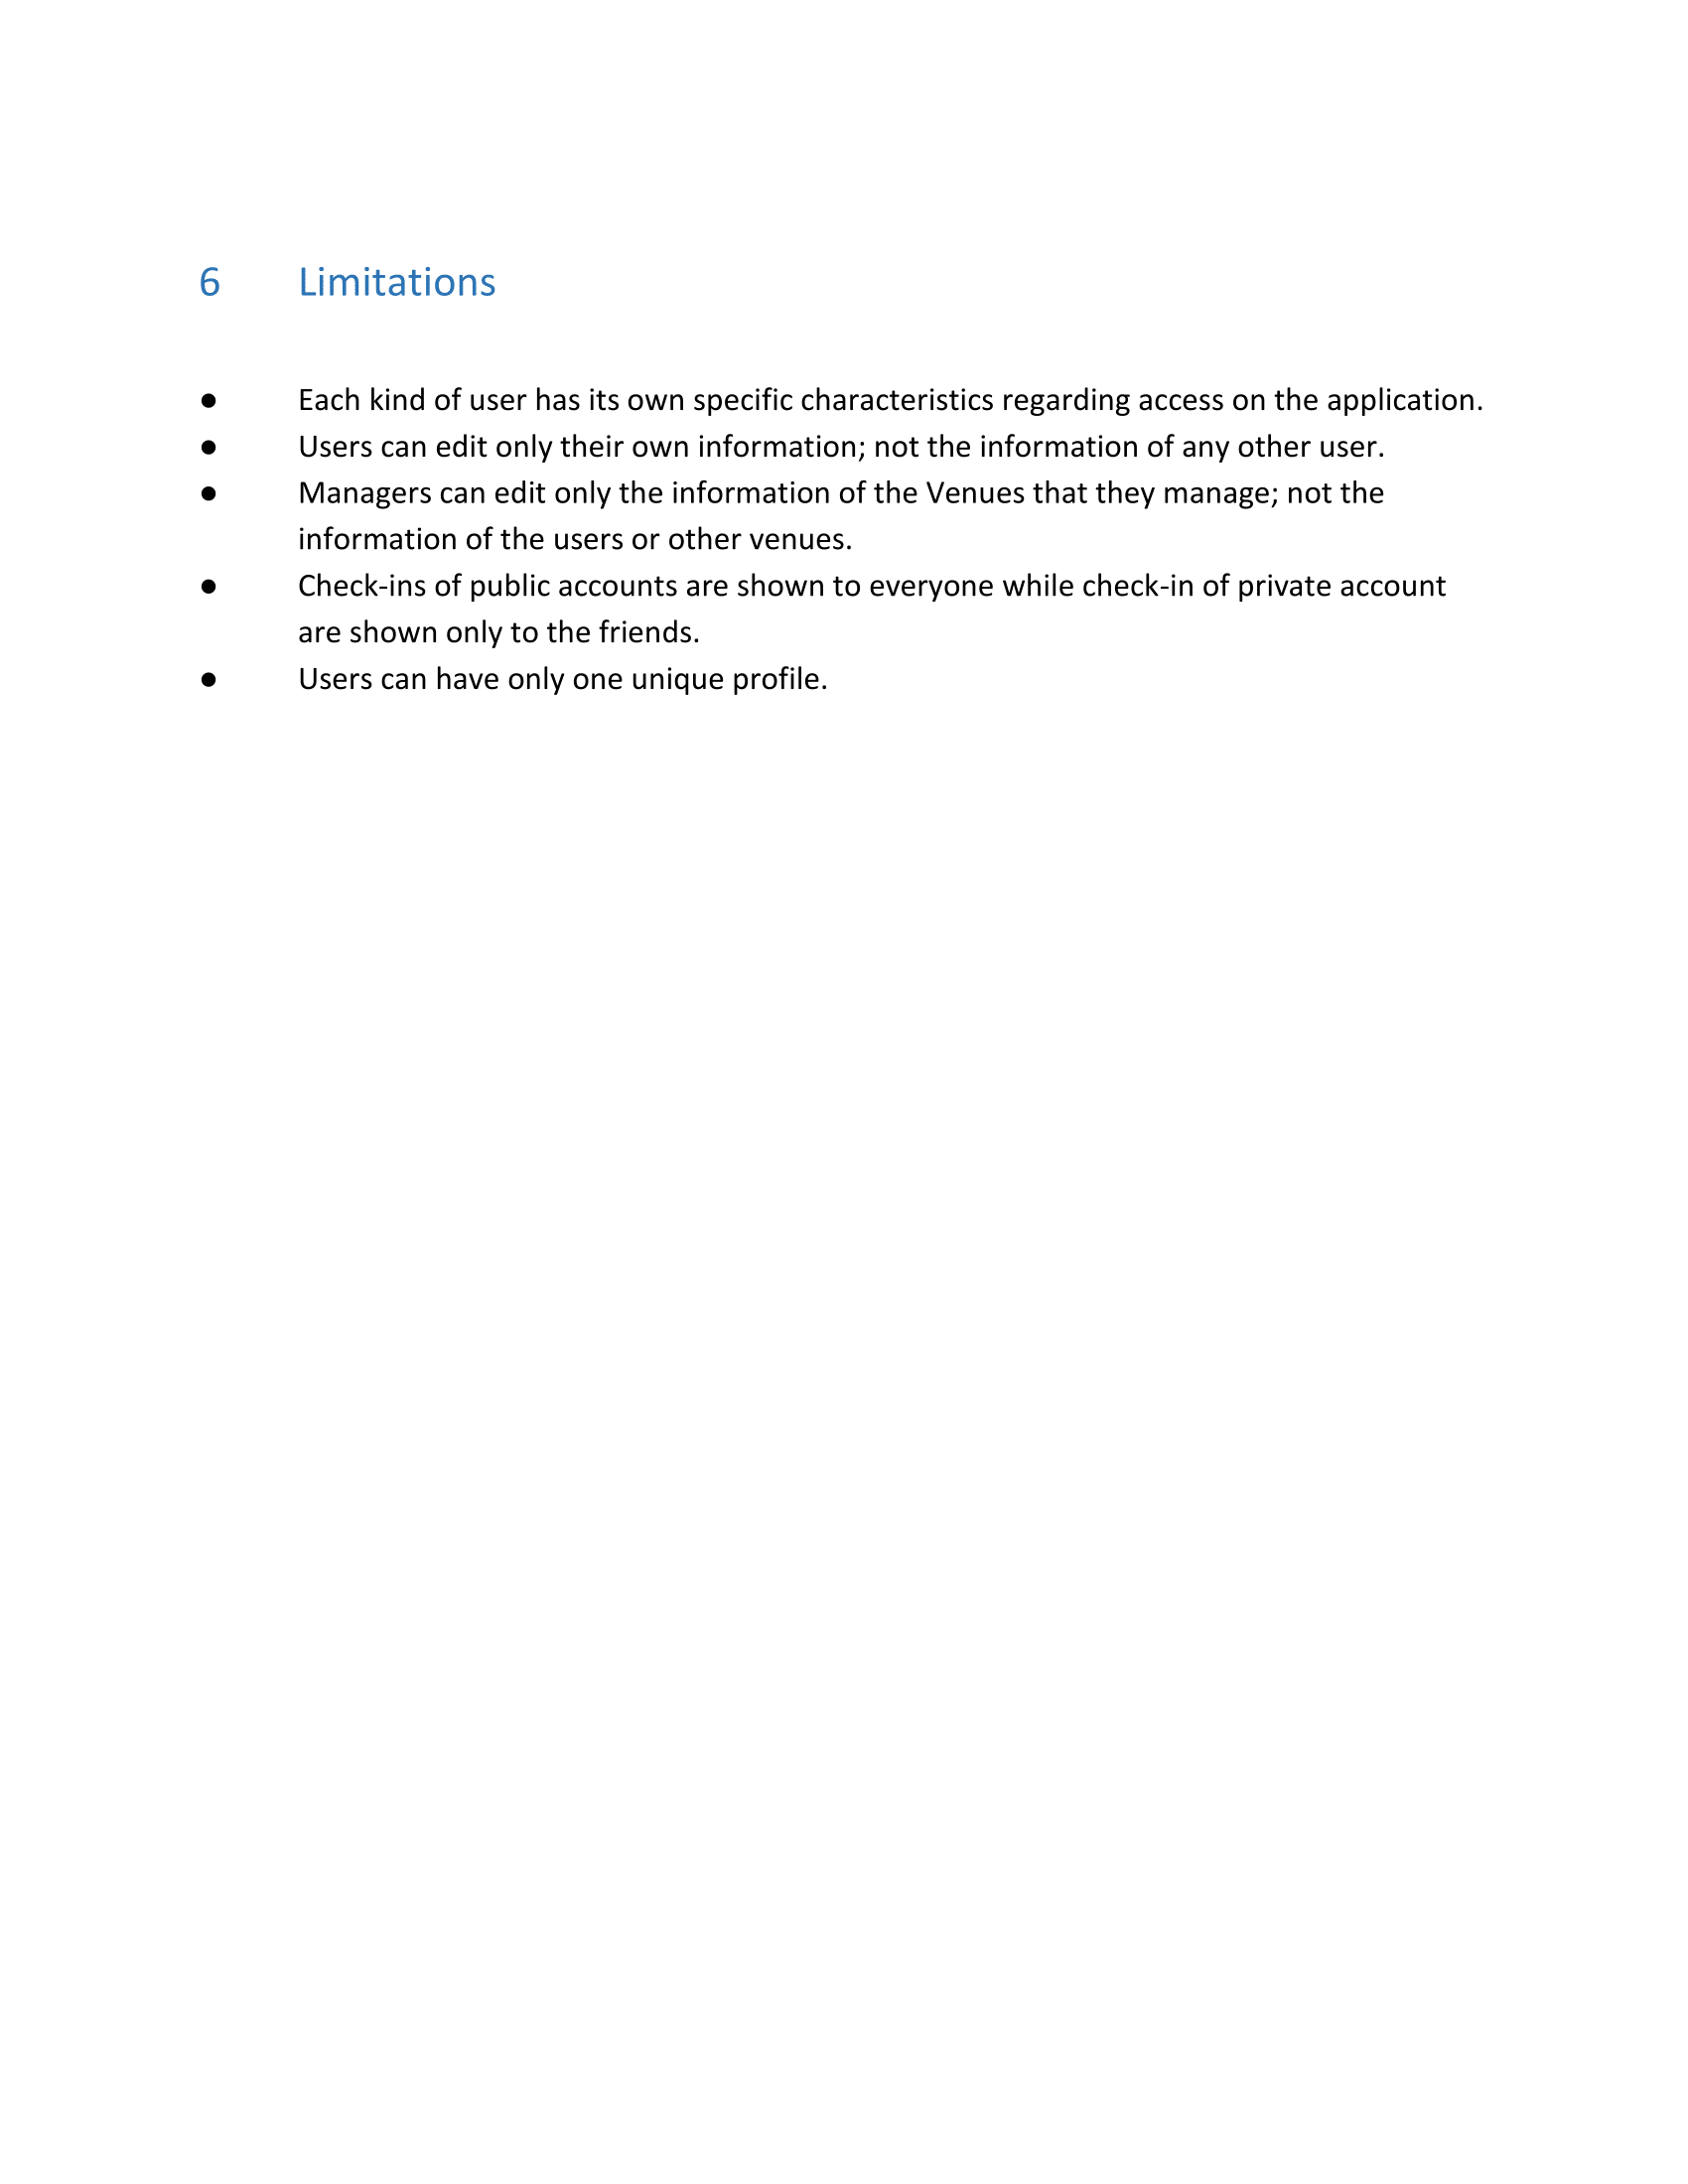 6 Limitations
● Each kind of user has its own specific characteristics regarding access on the application.
● Users can edit only their own information; not the information of any other user.
● Managers can edit only the information of the Venues that they manage; not the
information of the users or other venues.
● Check-ins of public accounts are shown to everyone while check-in of private account
are shown only to the friends.
● Users can have only one unique profile.